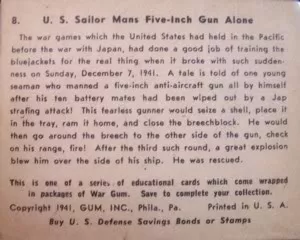 8. U. S. Sailor Mans Five-Inch Gun Alone
The war games which the United States had held in the Pacific
before the war with Japan, had done a good job of training the
bluejackets for the real thing when it broke with such sudden-
ness on Sunday, December 7, 1941. A tale is told of one young
seaman who manned a five-inch anti-aircraft gun all by himself
after his ten battery mates had been wiped out by a Jap
strafing attack! This fearless gunner would seize a shell, place it
in the tray, ram it home, and close the breechblock. He would
then go around the breech to the other side of the gun, check
on his range, fire! After the third such round, a great explosion
blew him over the side of his ship. He was rescued.
This is one of a series of educational cards which come wrapped
in packages of War Gum. Save to complete your collection.
Copyright 1941, GUM, INC., Phila., Pa. Printed in U. S. A.
Buy U. S. Defense Savings Bonds or Stamps